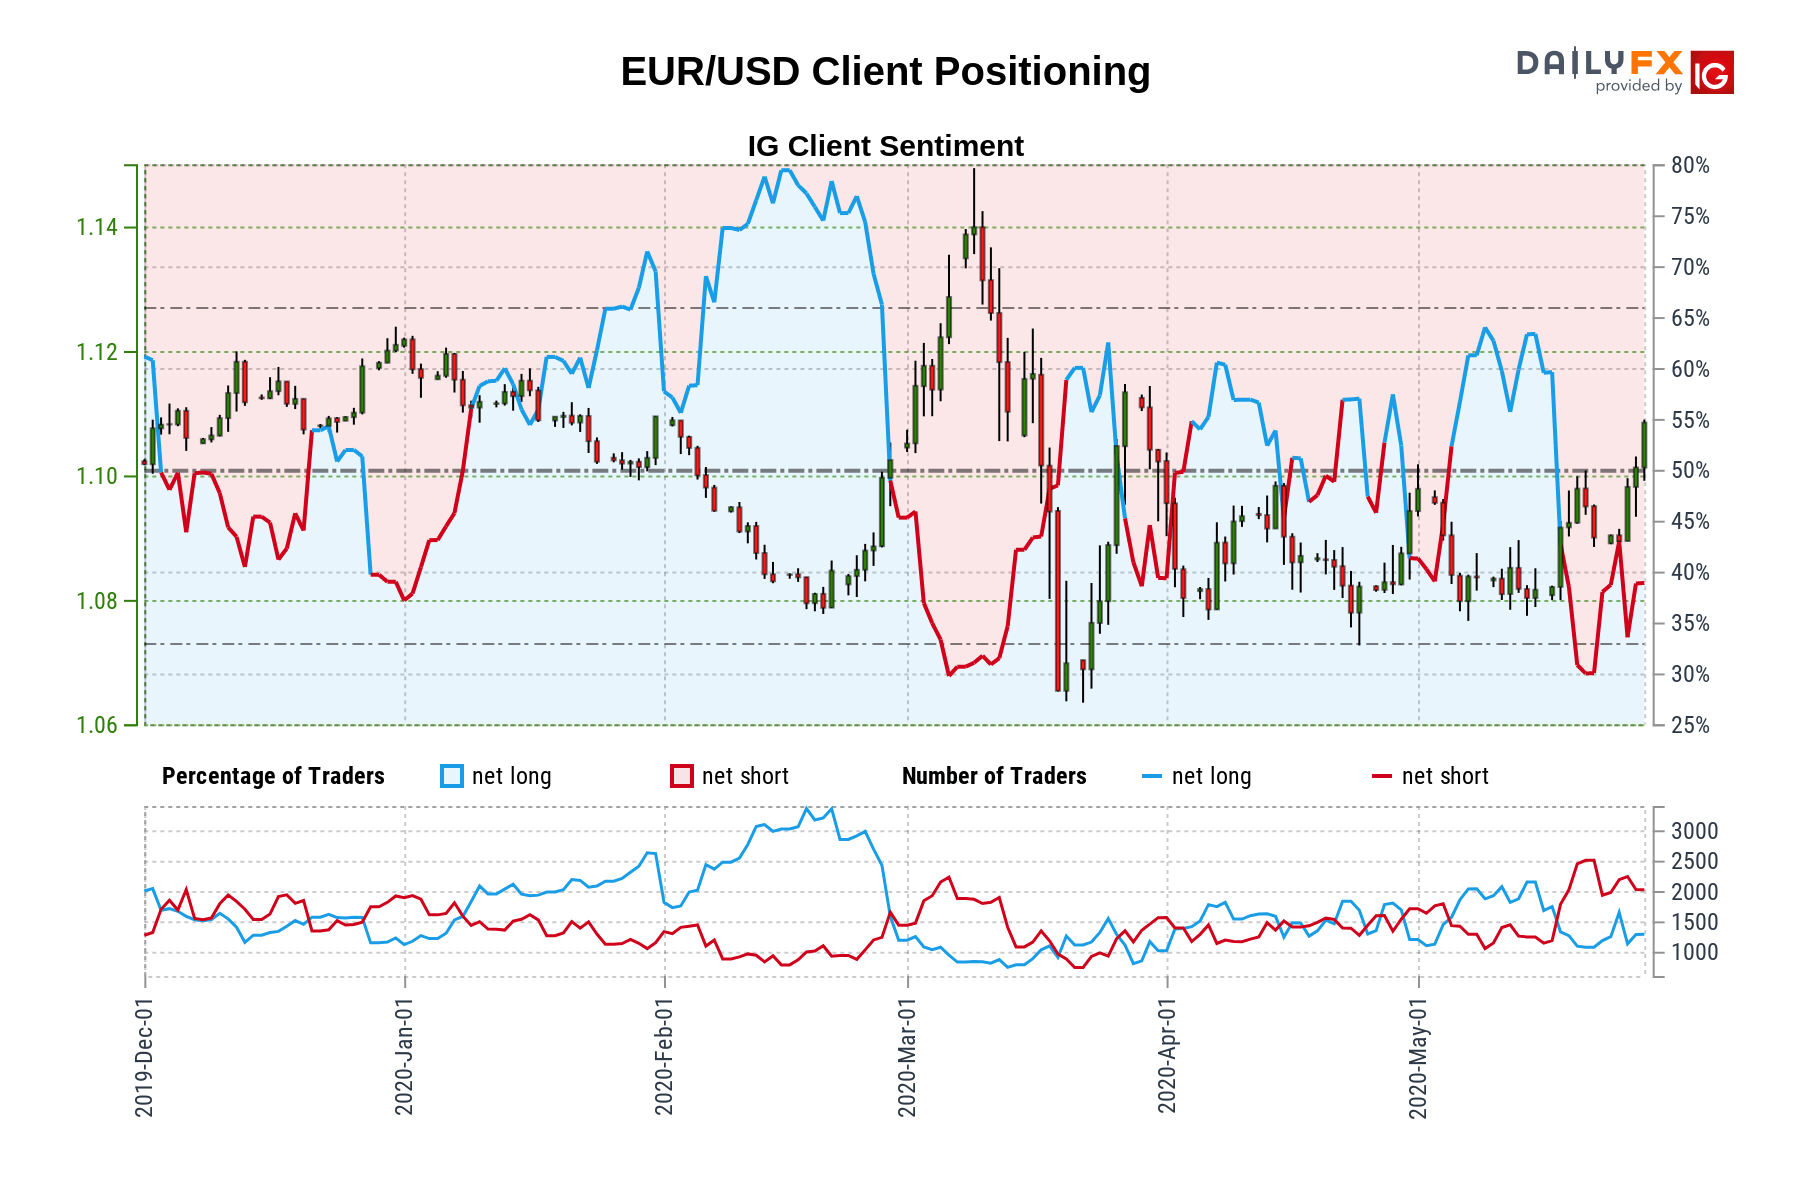 EUR/USD Client Positioning
DAILYFX
provided by IG
IG Client Sentiment
1.14
1.12
1.10
1.08
1.06
80%
75%
70%
65%
60%
55%
50%
45%
40%
35%
30%
25%
Percentage of Traders net long net short Number of Traders net long net short
3000
2500
2000
1500
1000
2019-Dec-01
2020-Jan-01
2020-Feb-01
2020-Mar-01
2020-Apr-01
2020-May-01